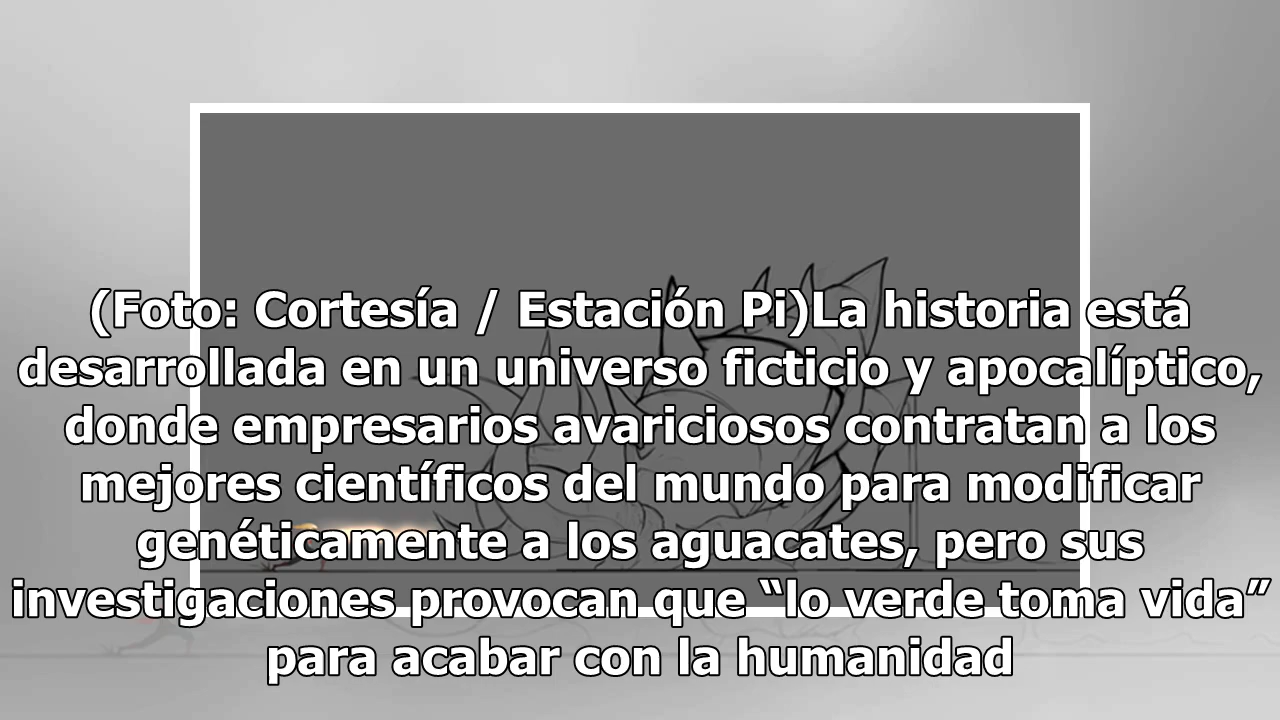 (Foto: Cortesía / Estación Pi)La historia está
desarrollada en un universo ficticio y apocalíptico,
donde empresarios avariciosos contratan a los
mejores científicos del mundo para modificar
genéticamente a los aguacates, pero sus
investigaciones provocan que “lo verde toma vida”
para acabar con la humanidad